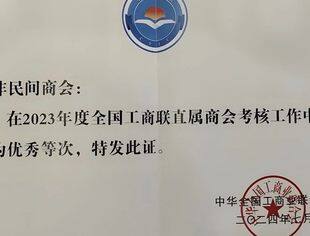 非民间商会：
在2023年度全国工商联直属商会考核工作中
为优秀等次，特发此证。
中华全国工商业联
二〇二四年七月